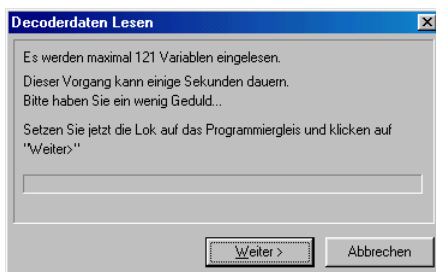 Decoderdaten Lesen
Es werden maximal 121 Variablen eingelesen.
Dieser Vorgang kann einige Sekunden dauern.
Bitte haben Sie ein wenig Geduld...
Setzen Sie jetzt die Lok auf das Programmiergleis und klicken auf
"Weiter>"
Weiter > Abbrechen